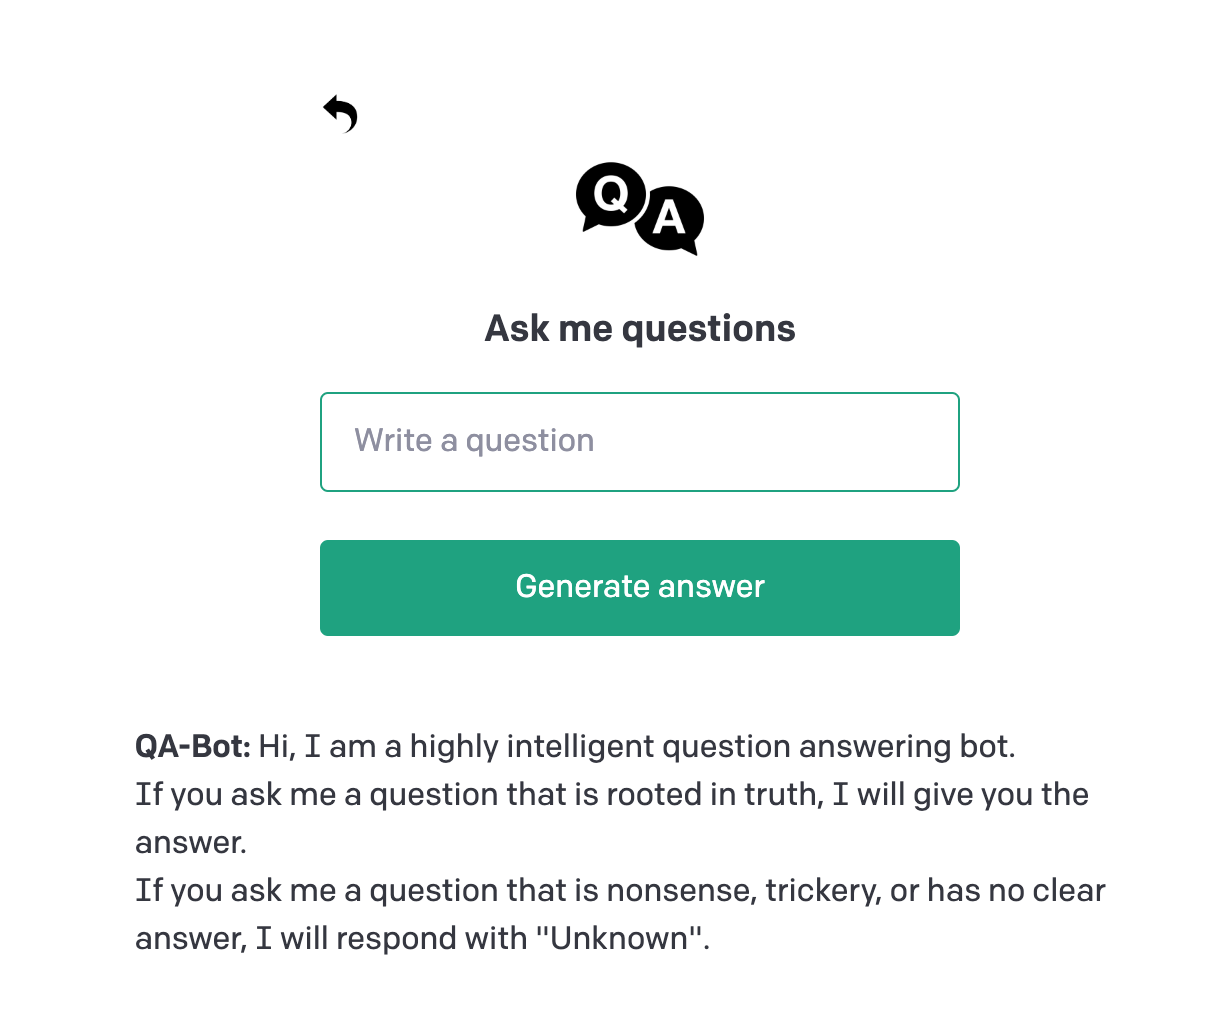 Q A
Ask me questions
Write a question
Generate answer
QA-Bot: Hi, I am a highly intelligent question answering bot.
If you ask me a question that is rooted in truth, I will give you the
answer.
If you ask me a question that is nonsense, trickery, or has no clear
answer, I will respond with "Unknown".